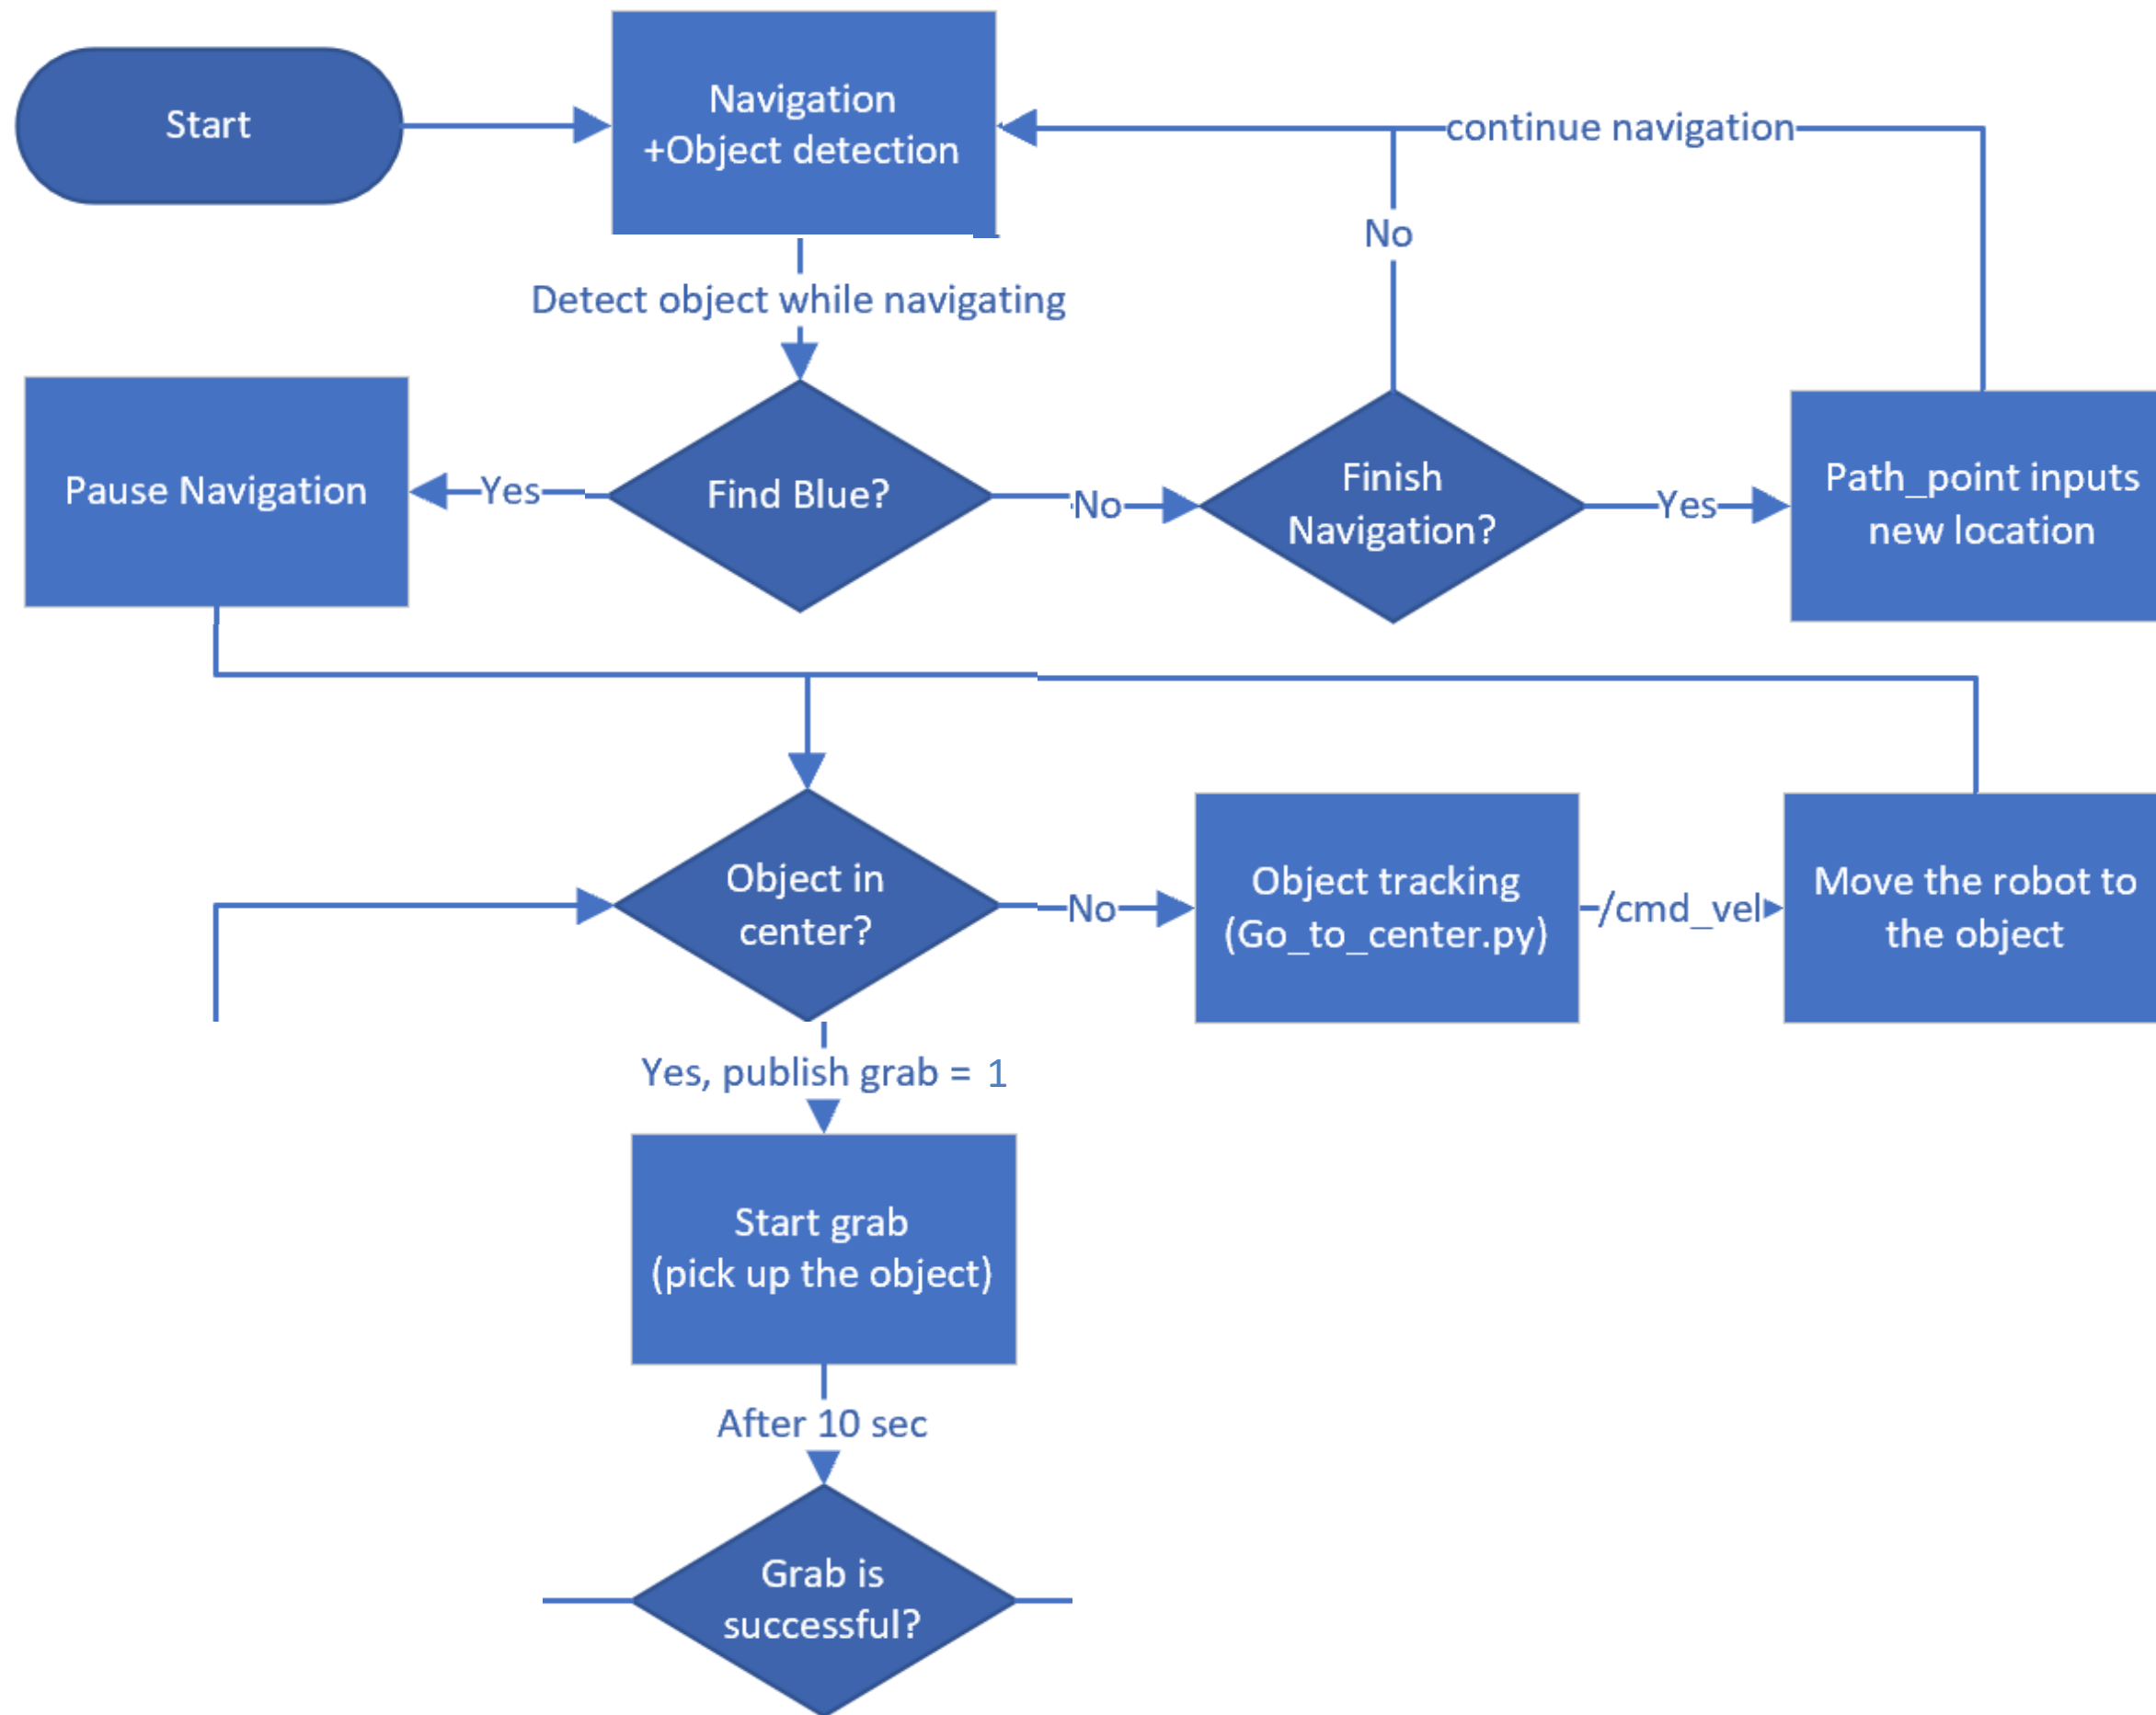 Start
Navigation
+Object detection
continue navigation
No
Detect object while navigating
Pause Navigation
Yes
Find Blue?
No
Finish
Navigation?
Yes
Path_point inputs
new location
Object in
center?
No
Object tracking
(Go_to_center.py)
/cmd_vel
Move the robot to
the object
Yes, publish grab = 1
Start grab
(pick up the object)
After 10 sec
Grab is
successful?